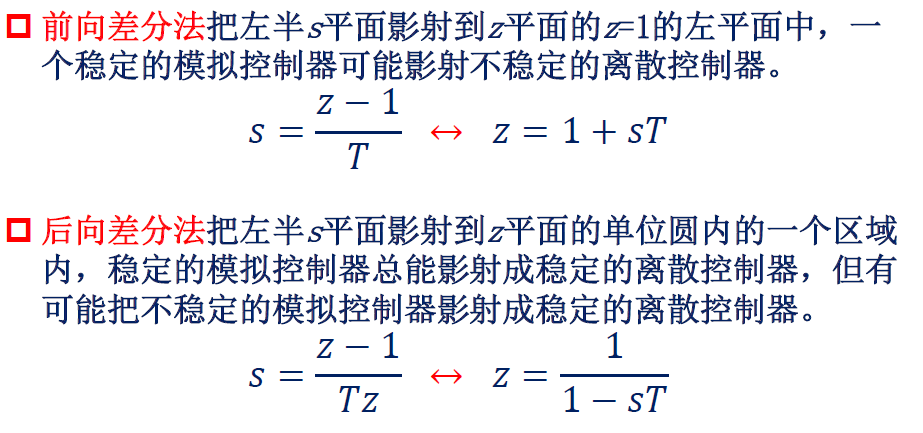 前向差分法把左半s平面影射到z平面的z=1的左平面中，一
个稳定的模拟控制器可能影射不稳定的离散控制器。
s = \frac{z − 1}{T} ↔ z = 1 + sT
后向差分法把左半s平面影射到z平面的单位圆内的一个区域
内，稳定的模拟控制器总能影射成稳定的离散控制器，但有
可能把不稳定的模拟控制器影射成稳定的离散控制器。
s = \frac{z − 1}{Tz} ↔ z = \frac{1}{1 − sT}